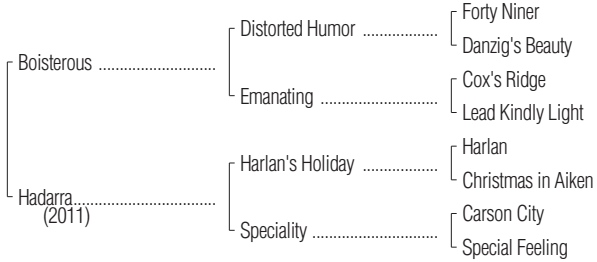 Forty Niner
Distorted Humor ..................
Danzig's Beauty
Boisterous ............................
Cox's Ridge
Emanating ............................
Lead Kindly Light
Harlan
Harlan's Holiday ..................
Christmas in Aiken
Hadarra..................................
(2011)
Carson City
Speciality ..............................
Special Feeling